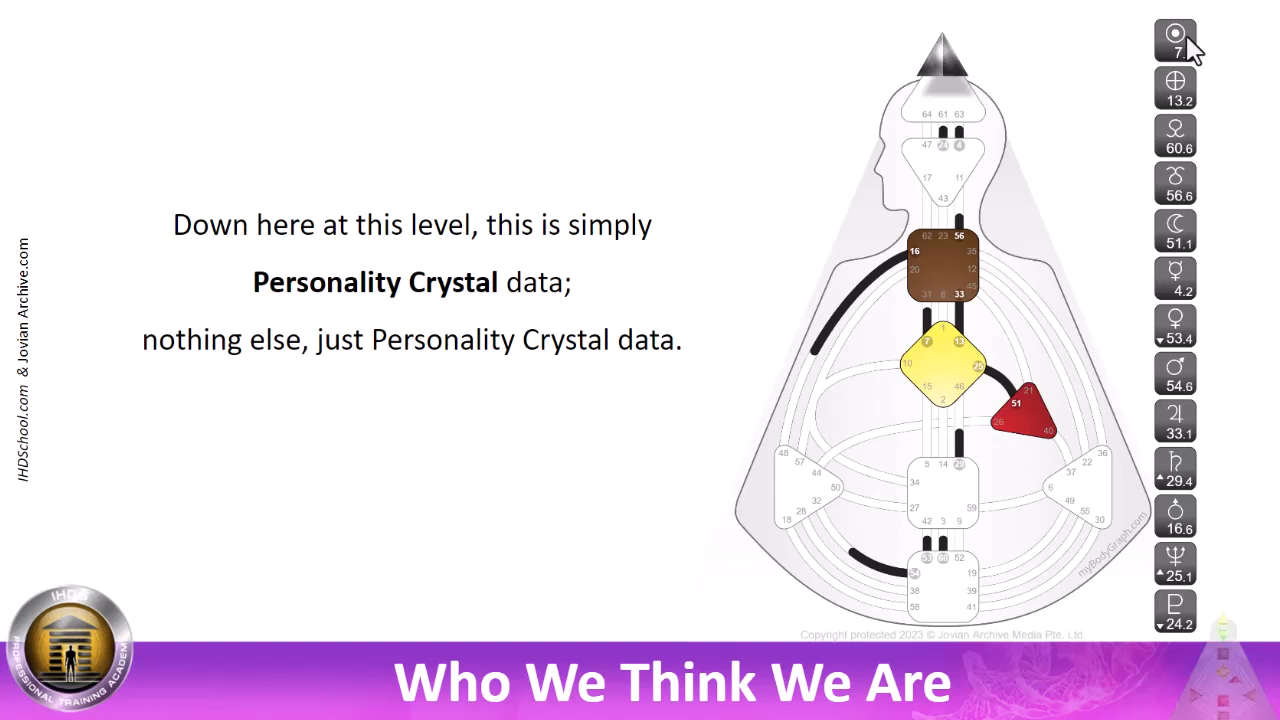 Down here at this level, this is simply
Personality Crystal data;
nothing else, just Personality Crystal data.
IHDSchool.com & Jovian Archive.com
64 61 63
47 24 4
17 11
43
62 23 56
16 35
20 12
45
31 8 33
1
7 13
10 25
15 46
2
21
51
26 40
48
57
44
50
32
28
18
5 14 29
34
27 59
42 3 9
36
22
37
6
49
55
30
53 60 52
54 19
38 39
58 41
7.
13.2
60.6
56.6
51.1
4.2
53.4
54.6
33.1
29.4
16.6
25.1
24.2
myBodyGraph.com
Copyright protected 2023 © Jovian Archive Media Pte. Ltd.
IHDS
PROFESSIONAL TRAINING ACADEMY
Who We Think We Are